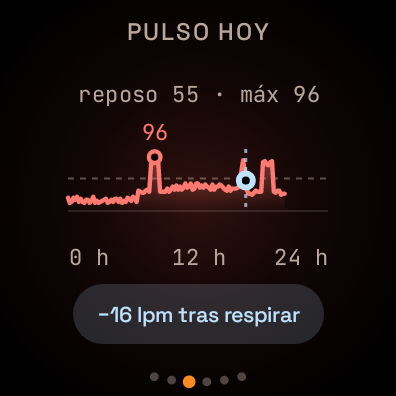 PULSO HOY
reposo 55 · máx 96
96
0 h 12 h 24 h
−16 lpm tras respirar